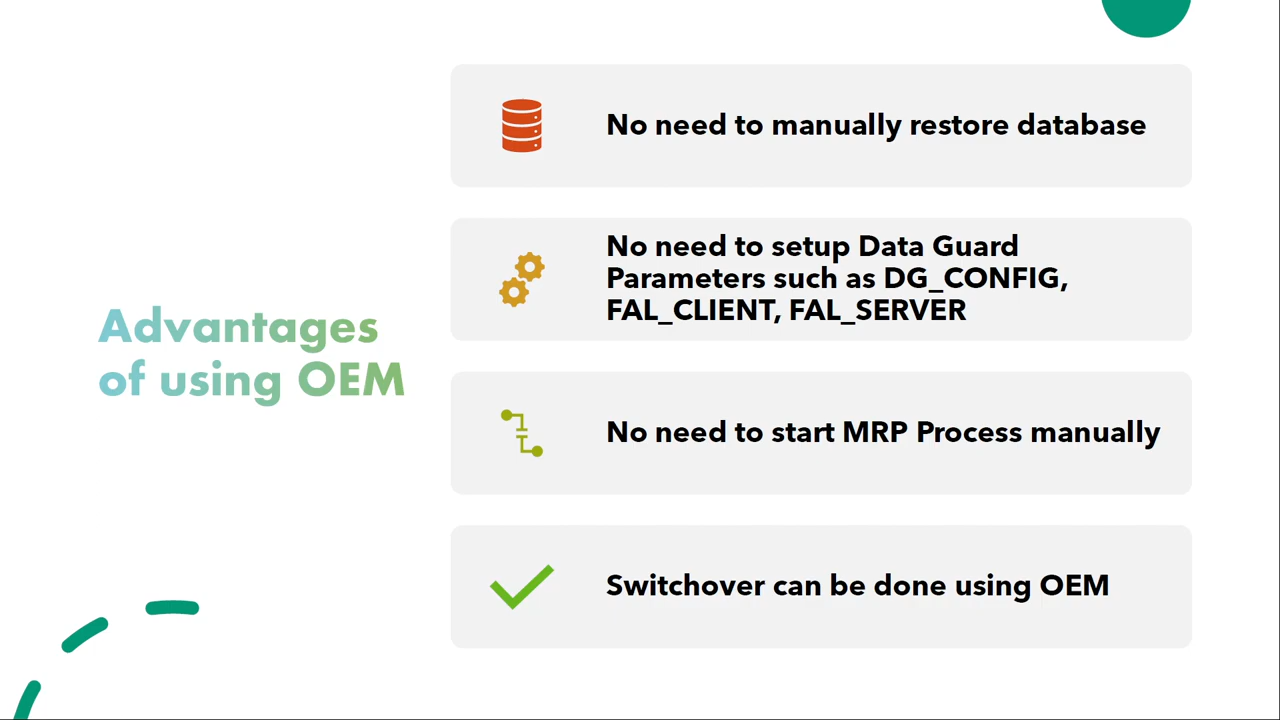 Advantages
of using OEM
No need to manually restore database
No need to setup Data Guard
Parameters such as DG_CONFIG,
FAL_CLIENT, FAL_SERVER
No need to start MRP Process manually
Switchover can be done using OEM